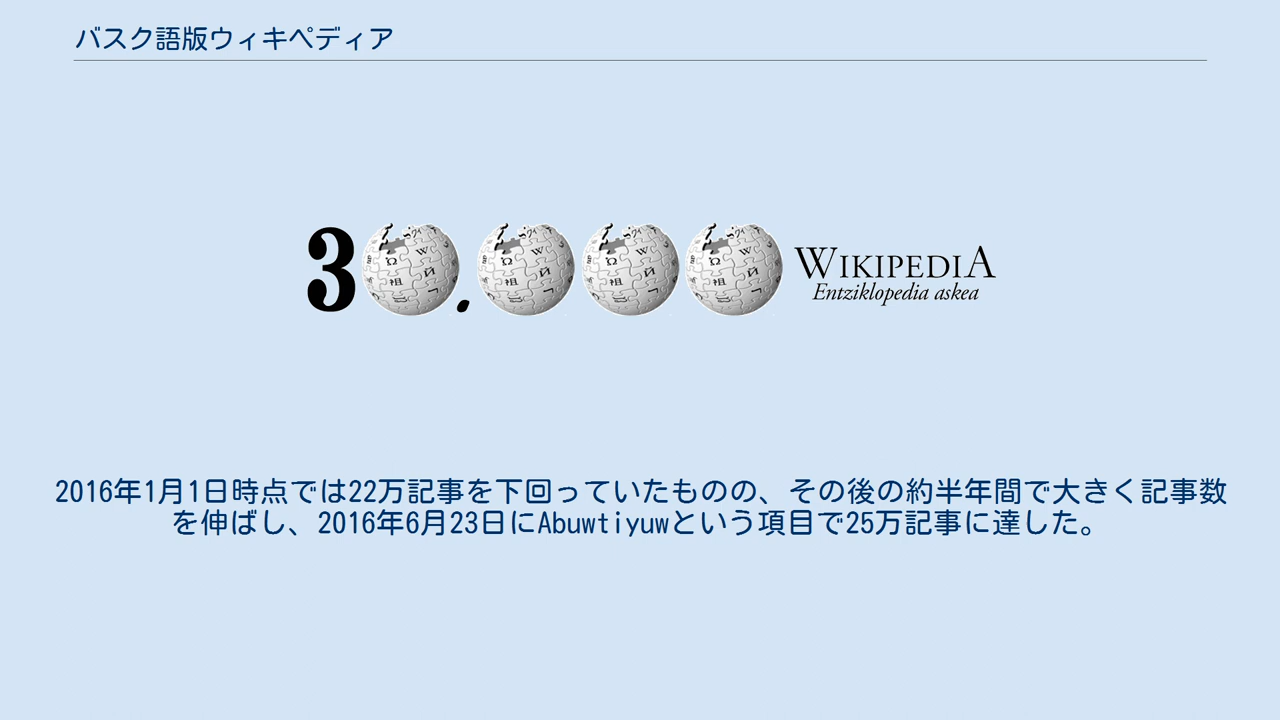 バスク語版ウィキペディア
3 .
WIKIPEDIA
Entziklopedia askea
2016年1月1日時点では22万記事を下回っていたものの、その後の約半年間で大きく記事数
を伸ばし、2016年6月23日にAbuwtiyuwという項目で25万記事に達した。